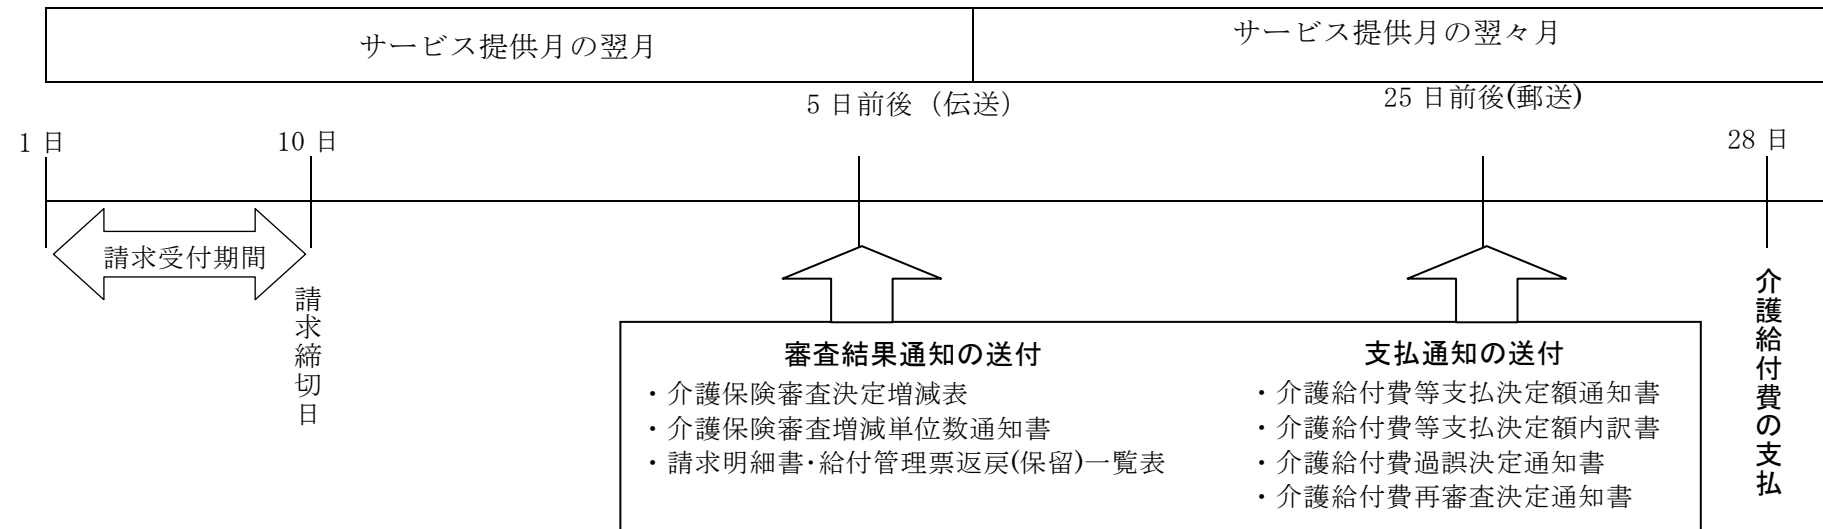 サービス提供月の翌月
サービス提供月の翌々月
5 日前後（伝送）
25 日前後(郵送)
1 日
10 日
28 日
請求受付期間
請求締切日
介護給付費の支払
審査結果通知の送付
・介護保険審査決定増減表
・介護保険審査増減単位数通知書
・請求明細書・給付管理票返戻(保留)一覧表
支払通知の送付
・介護給付費等支払決定額通知書
・介護給付費等支払決定額内訳書
・介護給付費過誤決定通知書
・介護給付費再審査決定通知書